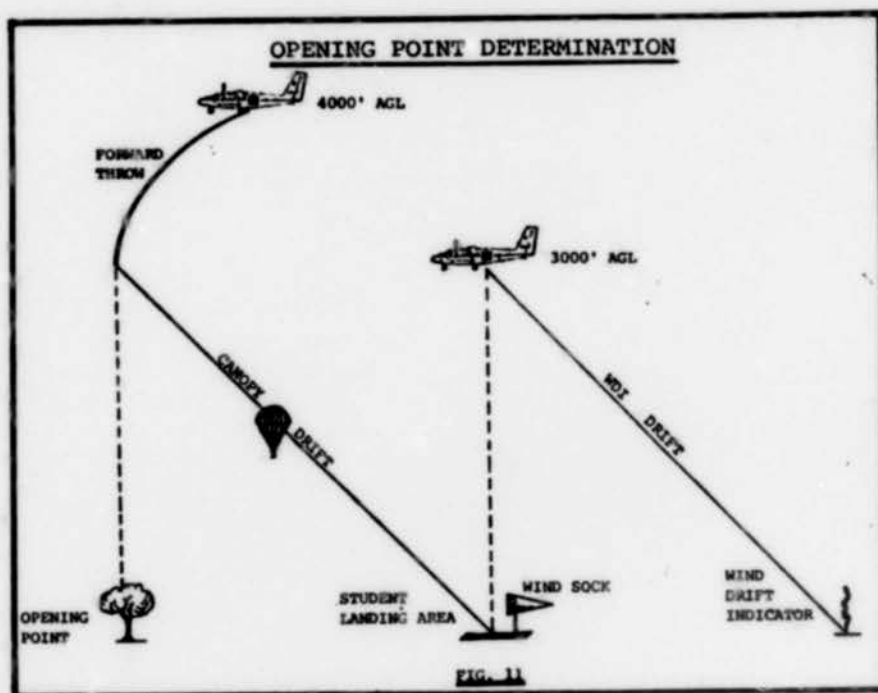 OPENING POINT DETERMINATION
4000' AGL
FORWARD
THROW
3000' AGL
CANOPY
DRIFT
WDI
DRIFT
OPENING
POINT
STUDENT
LANDING AREA
WIND SOCK
WIND
DRIFT
INDICATOR
FIG. 11